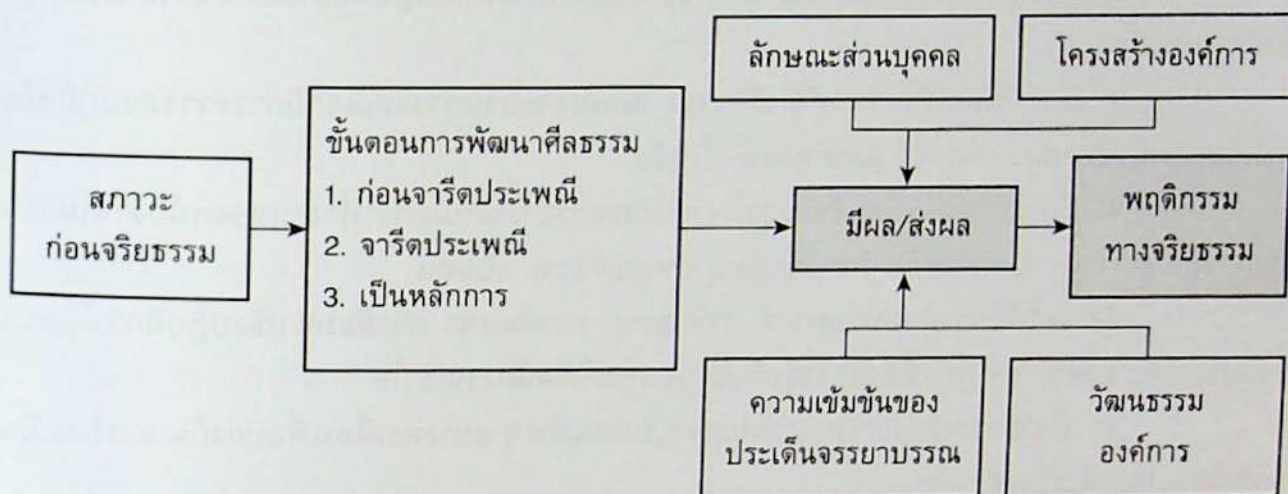 ลักษณะส่วนบุคคล
โครงสร้างองค์การ
สภาวะ
ก่อนจริยธรรม
ขั้นตอนการพัฒนาศีลธรรม
1. ก่อนจารีตประเพณี
2. จารีตประเพณี
3. เป็นหลักการ
มีผล/ส่งผล
พฤติกรรม
ทางจริยธรรม
ความเข้มข้นของ
ประเด็นจรรยาบรรณ
วัฒนธรรม
องค์การ